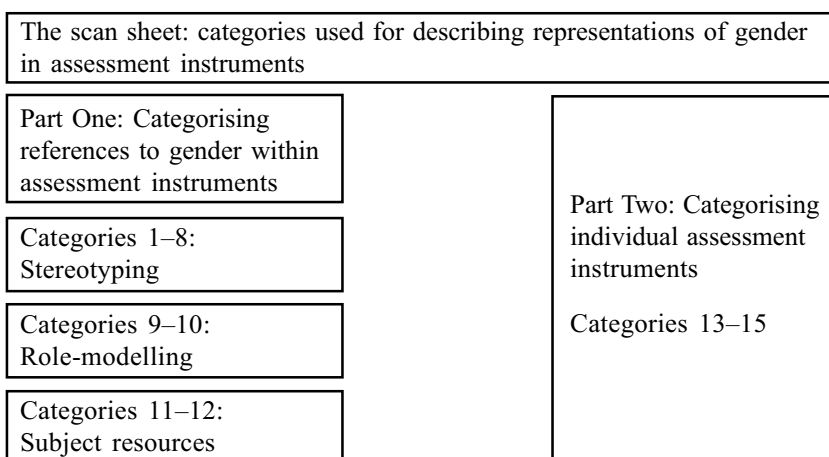 The scan sheet: categories used for describing representations of gender
in assessment instruments
Part One: Categorising
references to gender within
assessment instruments
Categories 1–8:
Stereotyping
Categories 9–10:
Role-modelling
Categories 11–12:
Subject resources
Part Two: Categorising
individual assessment
instruments
Categories 13–15